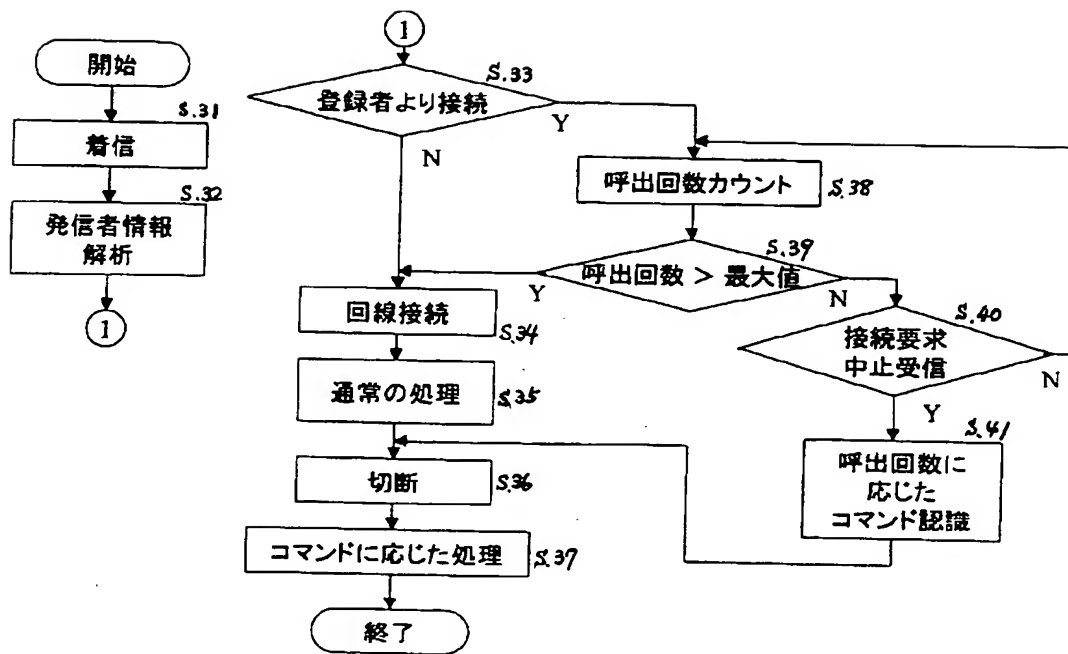 開始
S.31
着信
S.32
発信者情報
解析
1
1
S.33
登録者より接続
Y
N
呼出回数カウント
S.38
S.39
呼出回数 > 最大値
Y
N
回線接続
S.34
S.40
接続要求
中止受信
N
Y
通常の処理
S.35
S.41
呼出回数に
応じた
コマンド認識
切断
S.36
コマンドに応じた処理
S.37
終了